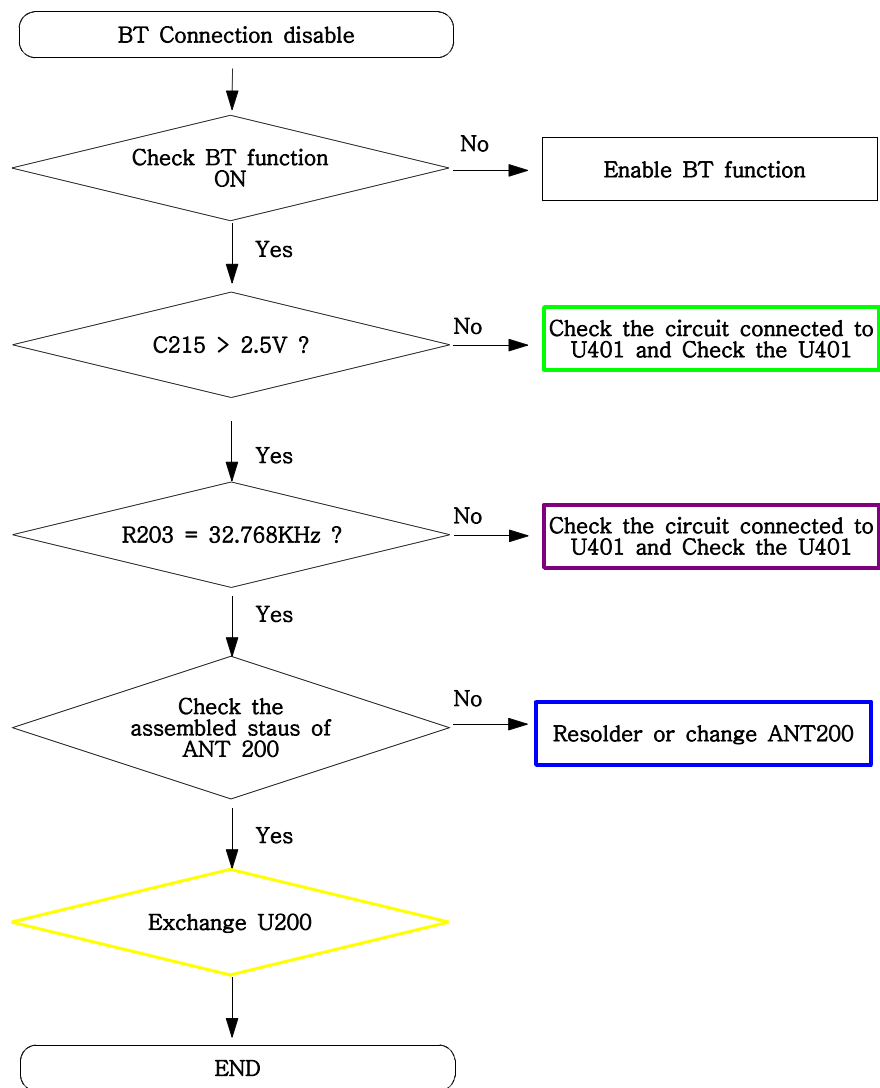 BT Connection disable
Check BT function
ON
No
Enable BT function
Yes
C215 > 2.5V ?
No
Check the circuit connected to
U401 and Check the U401
Yes
R203 = 32.768KHz ?
No
Check the circuit connected to
U401 and Check the U401
Yes
Check the
assembled staus of
ANT 200
No
Resolder or change ANT200
Yes
Exchange U200
END